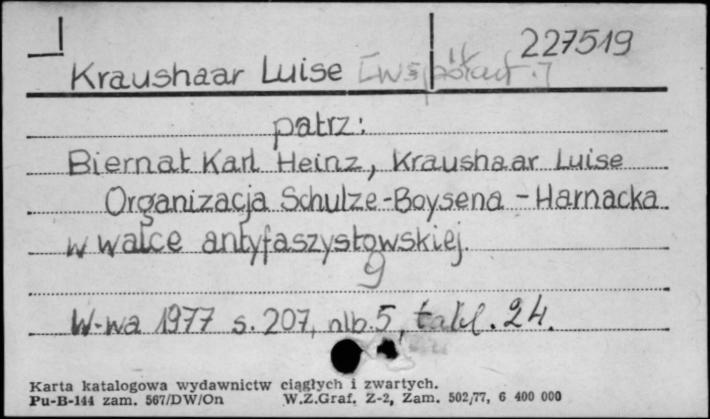 227519
Kraushaar Luise [współaut.]
patrz:
Biernat Karl Heinz, Kraushaar Luise
Organizacja Schulze-Boysena - Harnacka
w walce antyfaszystowskiej.
g
W-wa 1977 s. 207, nlb. 5, tabl. 24.
Karta katalogowa wydawnictw ciągłych i zwartych.
Pu-B-144 zam. 567/DW/On W.Z.Graf. Z-2, Zam. 502/77, 6 400 000